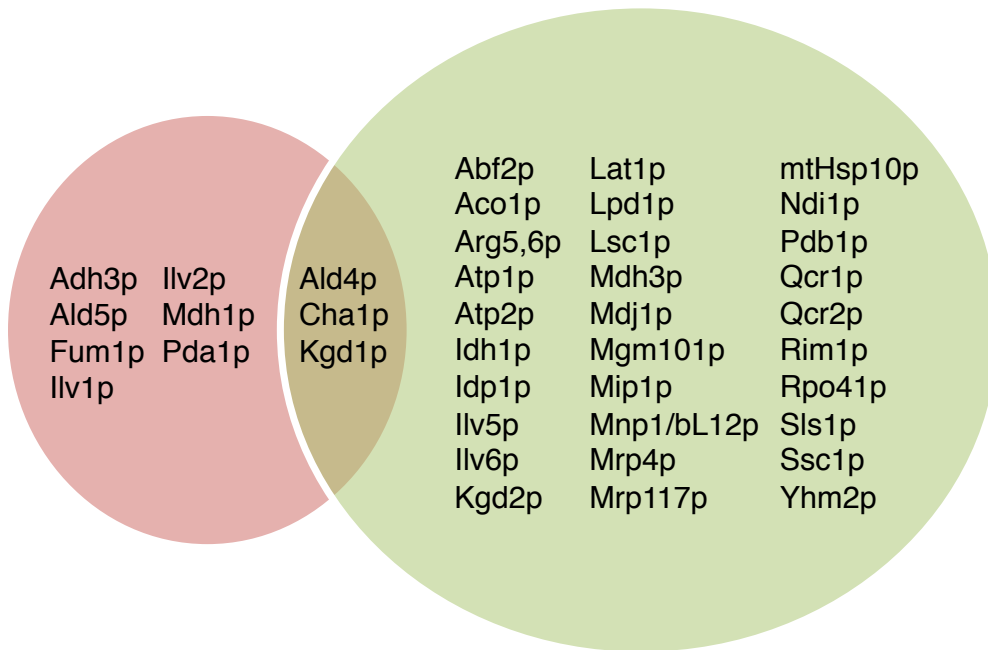 Adh3p Ilv2p
Ald5p Mdh1p
Fum1p Pda1p
Ilv1p
Ald4p
Cha1p
Kgd1p
Abf2p Lat1p mtHsp10p
Aco1p Lpd1p Ndi1p
Arg5,6p Lsc1p Pdb1p
Atp1p Mdh3p Qcr1p
Atp2p Mdj1p Qcr2p
Idh1p Mgm101p Rim1p
Idp1p Mip1p Rpo41p
Ilv5p Mnp1/bL12p Sls1p
Ilv6p Mrp4p Ssc1p
Kgd2p Mrp117p Yhm2p